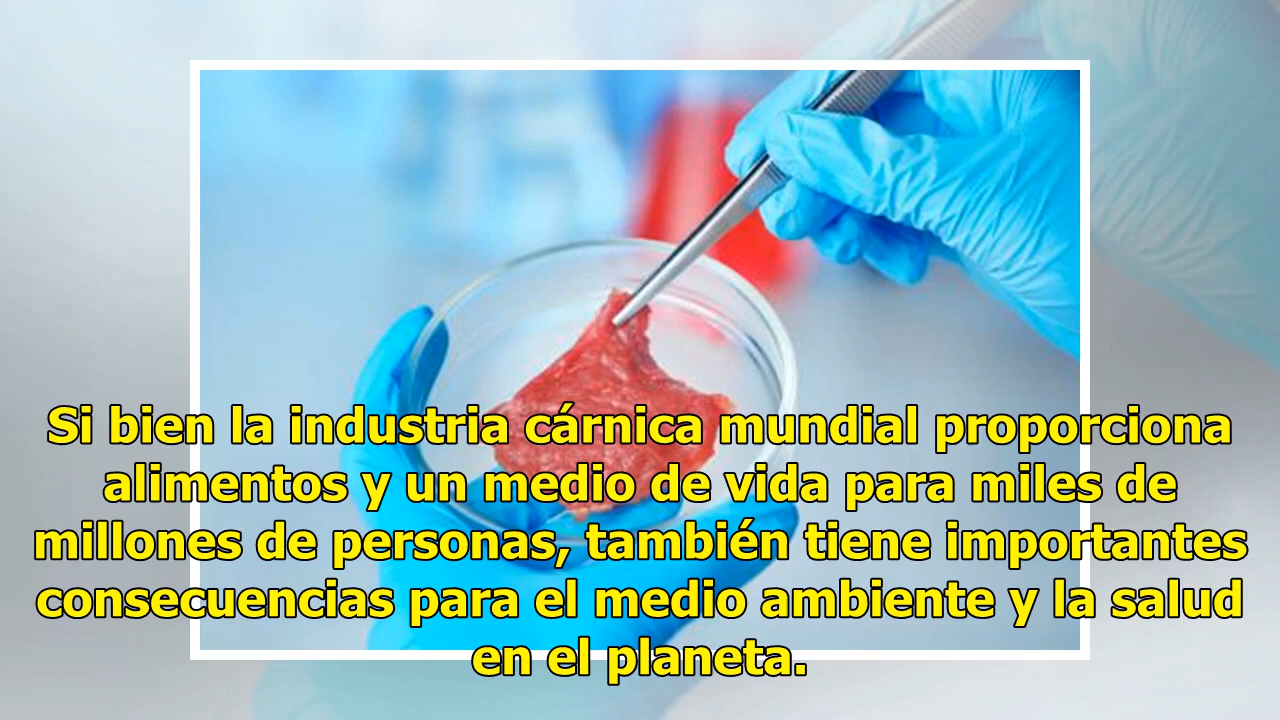 Si bien la industria cárnica mundial proporciona
alimentos y un medio de vida para miles de
millones de personas, también tiene importantes
consecuencias para el medio ambiente y la salud
en el planeta.